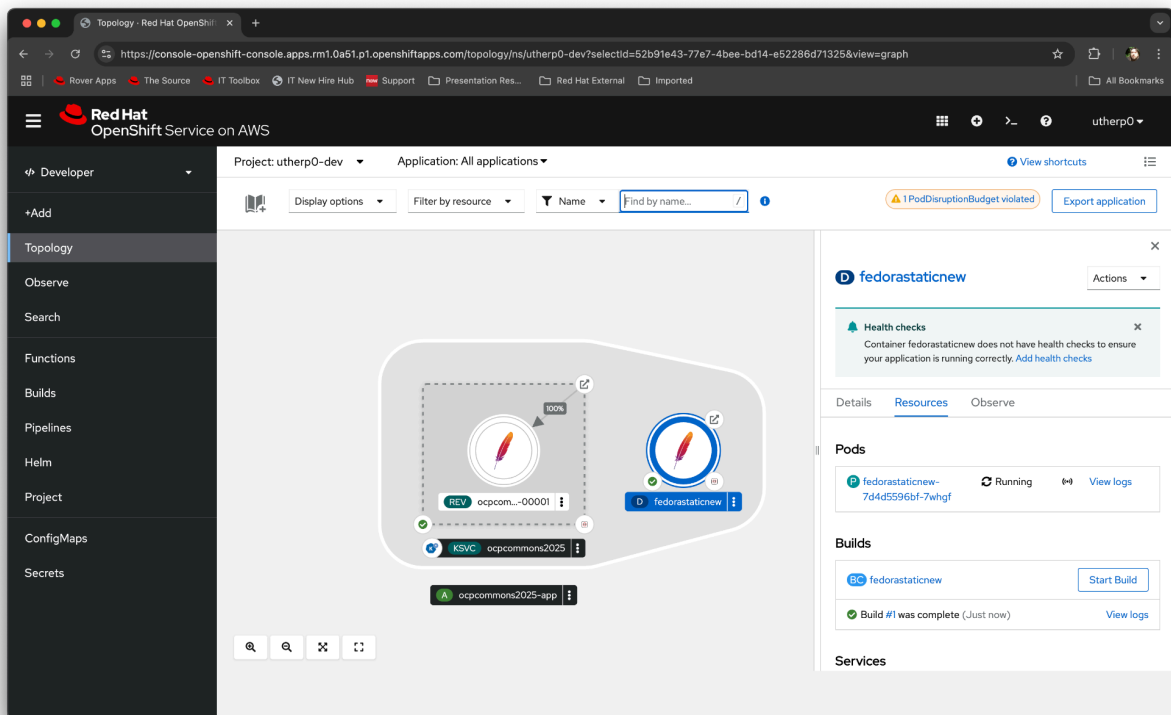 Topology · Red Hat OpenShift
https://console-openshift-console.apps.rm1.0a51.p1.openshiftapps.com/topology/ns/utherp0-dev?selectId=52b91e43-77e7-4bee-bd14-e52286d71325&view=graph
Rover Apps The Source IT Toolbox IT New Hire Hub now Support Presentation Res... Red Hat External Imported All Bookmarks
Red Hat
OpenShift Service on AWS
utherp0
Developer
+Add
Topology
Observe
Search
Functions
Builds
Pipelines
Helm
Project
ConfigMaps
Secrets
Project: utherp0-dev Application: All applications View shortcuts
Display options Filter by resource Name Find by name... / 1 PodDisruptionBudget violated Export application
100%
REV ocpcom...-00001
KSVC ocpcommons2025
A ocpcommons2025-app
D fedorastaticnew
D fedorastaticnew
Actions
Health checks
Container fedorastaticnew does not have health checks to ensure
your application is running correctly. Add health checks
Details Resources Observe
Pods
P fedorastaticnew-
7d4d5596bf-7whgf
Running View logs
Builds
BC fedorastaticnew Start Build
Build #1 was complete (Just now) View logs
Services